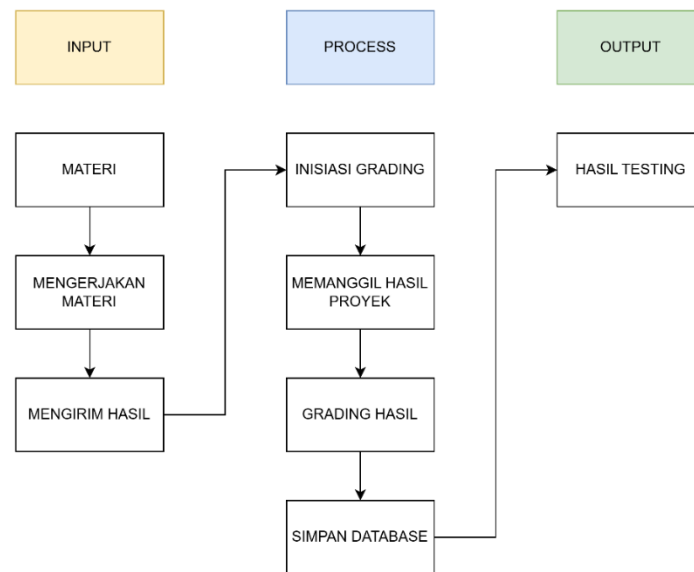 INPUT
PROCESS
OUTPUT
MATERI
MENGERJAKAN
MATERI
MENGIRIM HASIL
INISIASI GRADING
MEMANGGIL HASIL
PROYEK
GRADING HASIL
SIMPAN DATABASE
HASIL TESTING